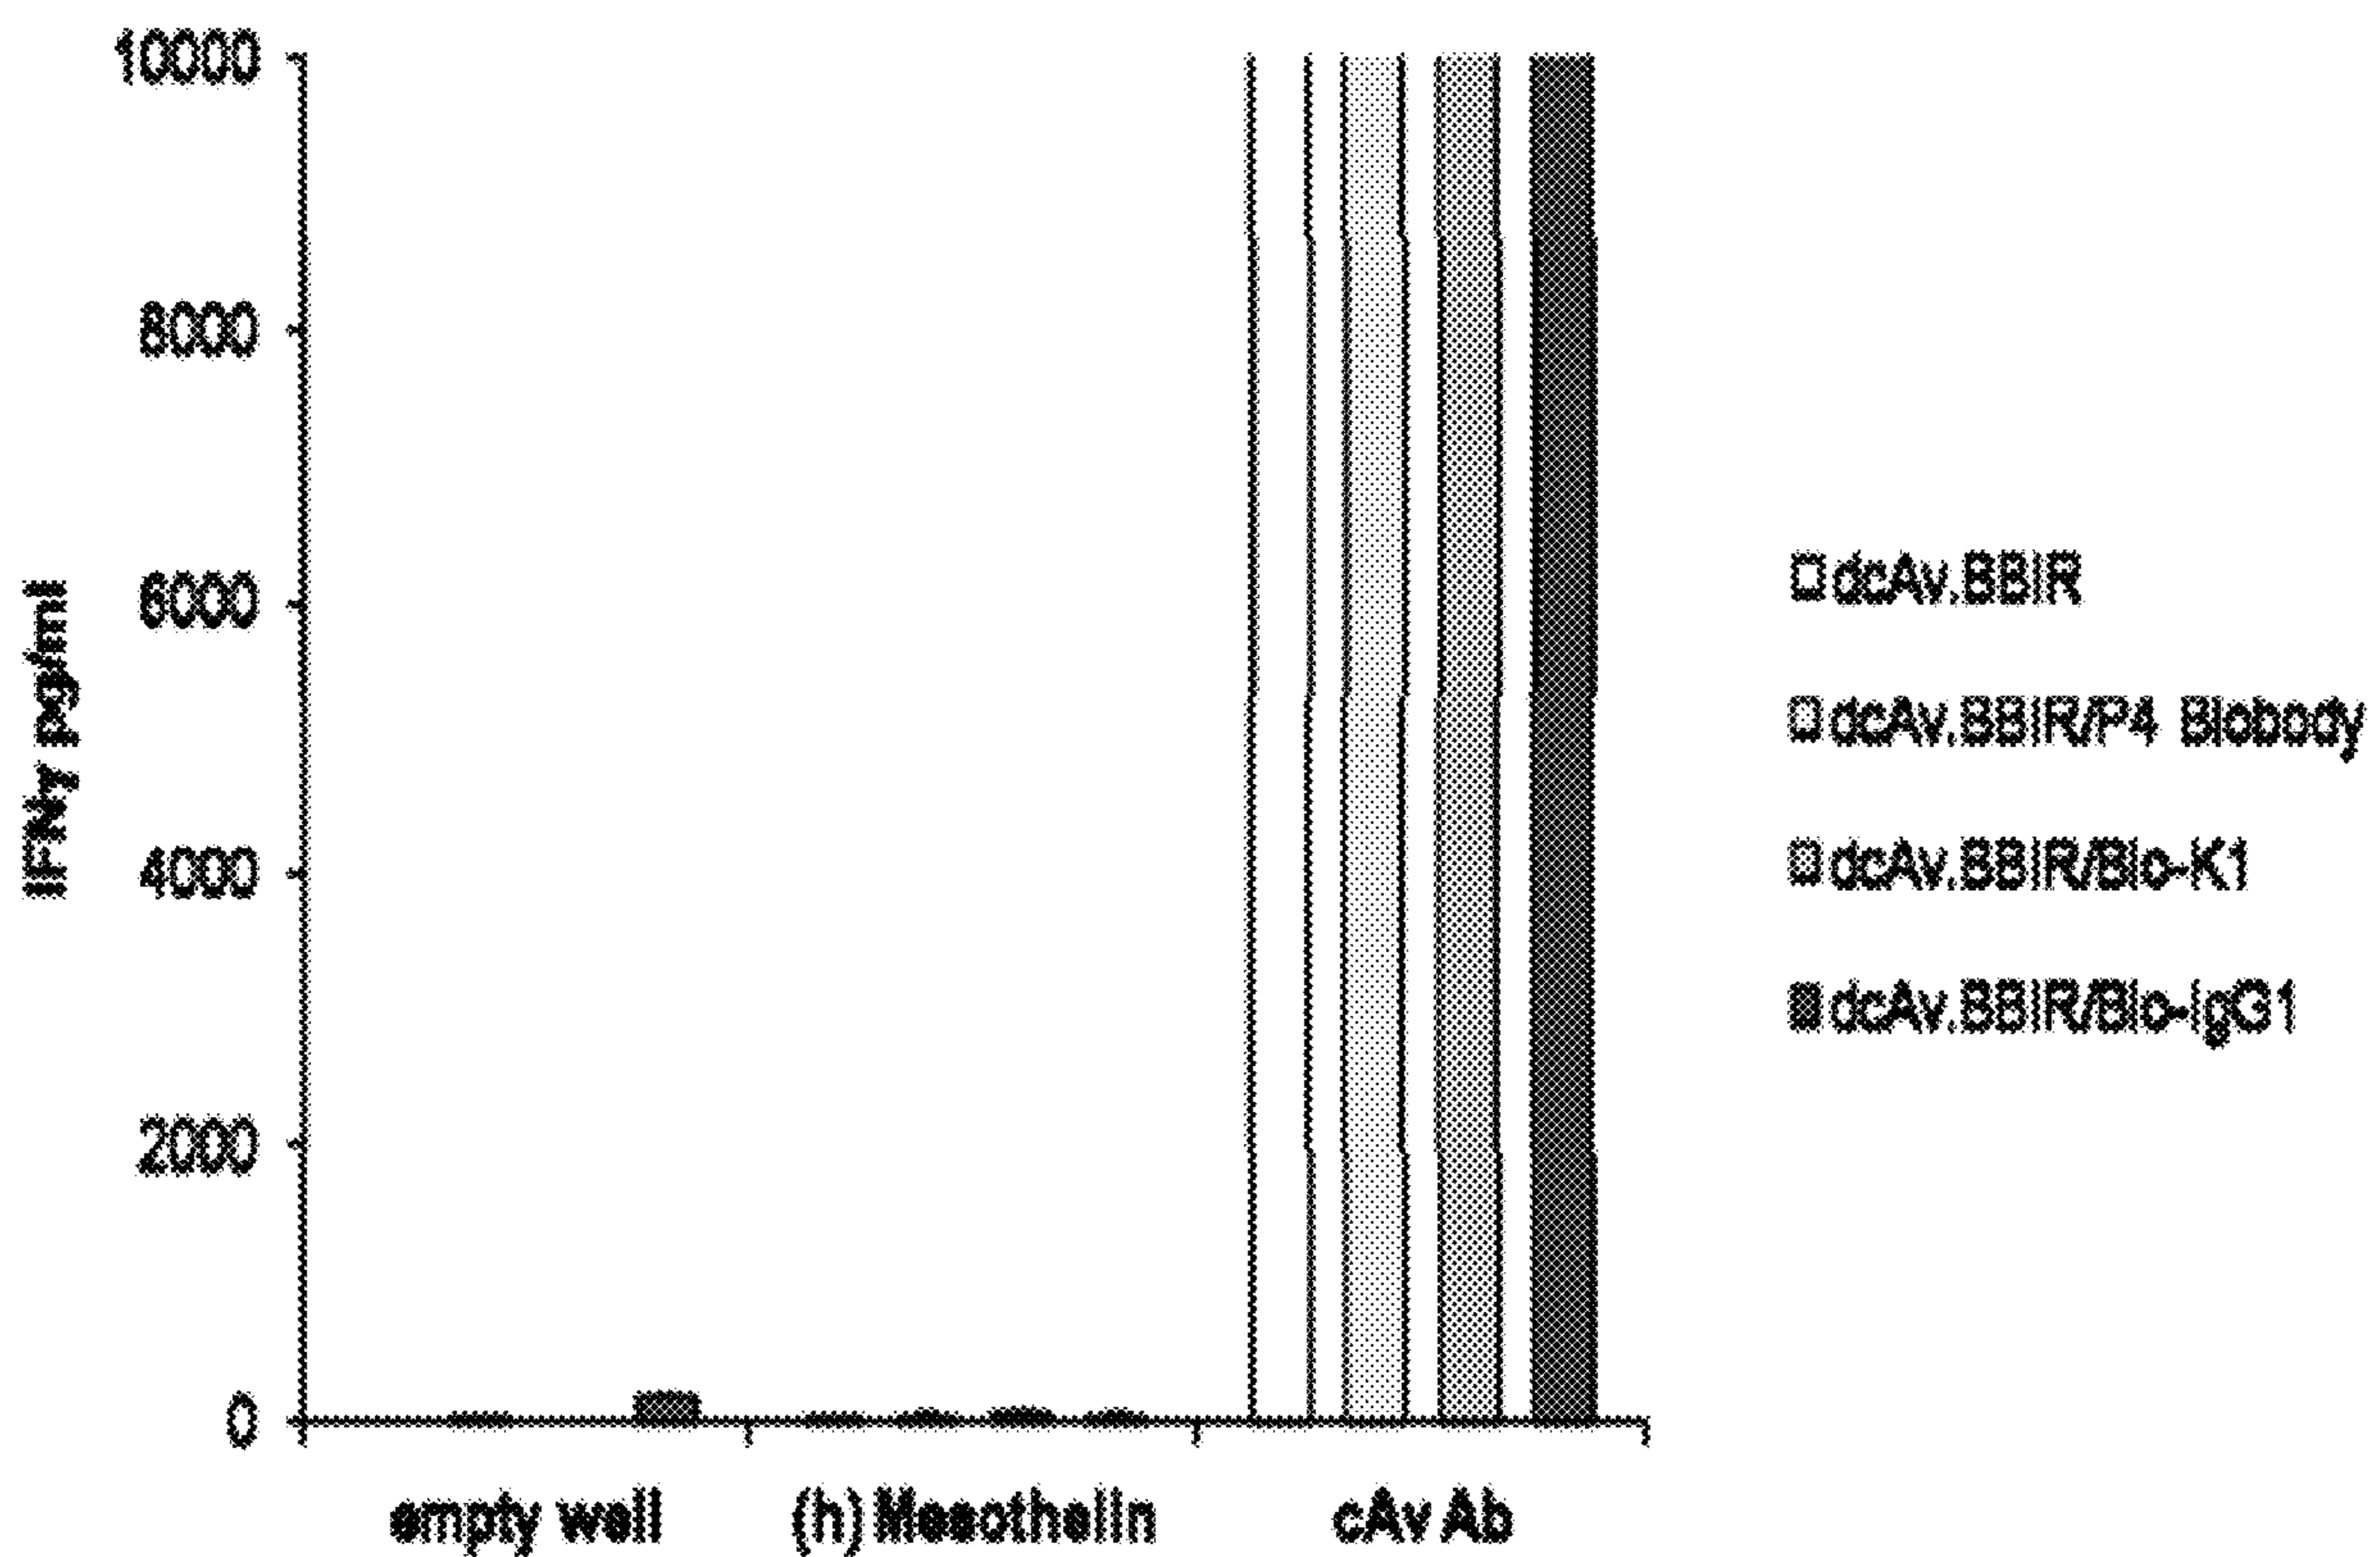 10000
8000
6000
4000
2000
0
IFNγ pg/ml
empty well
(h) Mesothelin
cAv Ab
dcAv.BBIR
dcAv.BBIR/P4 Biobody
dcAv.BBIR/Bio-K1
dcAv.BBIR/Bio-IgG1